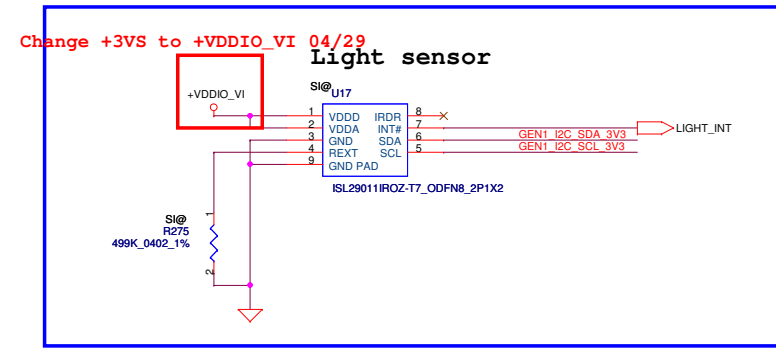 Change +3VS to +VDDIO_VI 04/29
Light sensor
SI@
U17
+VDDIO_VI
1 VDDD IRDR 8
2 VDDA INT# 7
3 GND SDA 6
4 REXT SCL 5
9 GND PAD
LIGHT_INT
GEN1_I2C_SDA_3V3
GEN1_I2C_SCL_3V3
ISL29011IROZ-T7_ODFN8_2P1X2
1
SI@
R275
499K_0402_1%
2